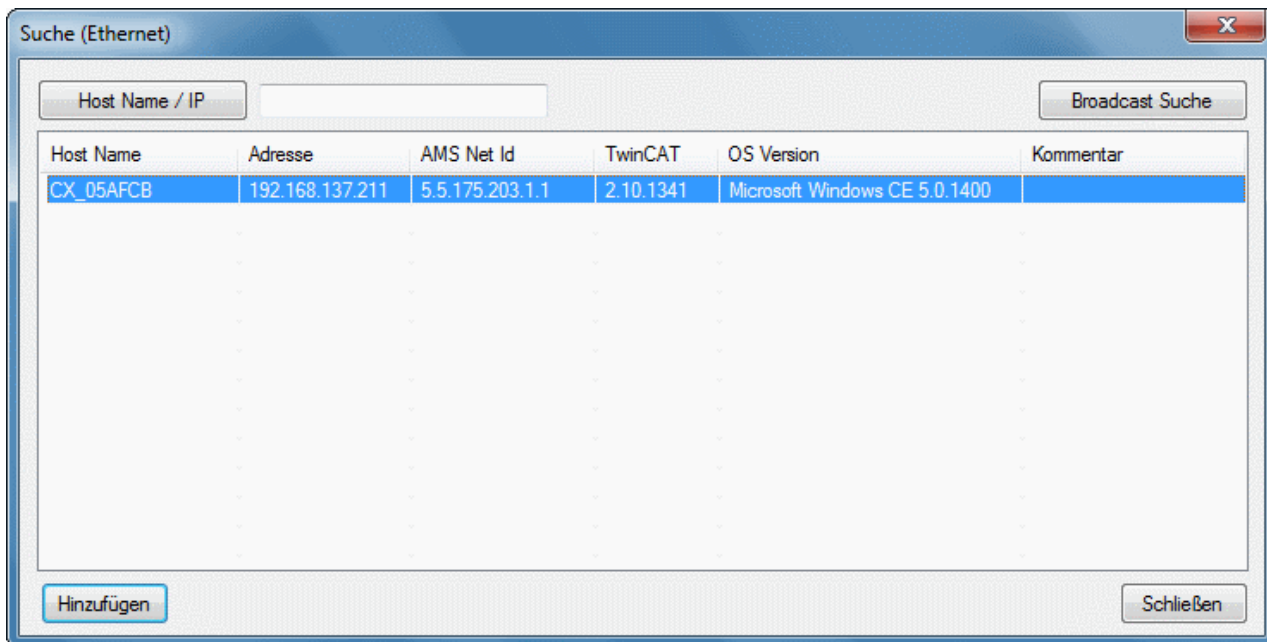 Suche (Ethernet)
Host Name / IP Broadcast Suche
Host Name Adresse AMS Net Id TwinCAT OS Version Kommentar
CX_05AFCB 192.168.137.211 5.5.175.203.1.1 2.10.1341 Microsoft Windows CE 5.0.1400
Hinzufügen Schließen